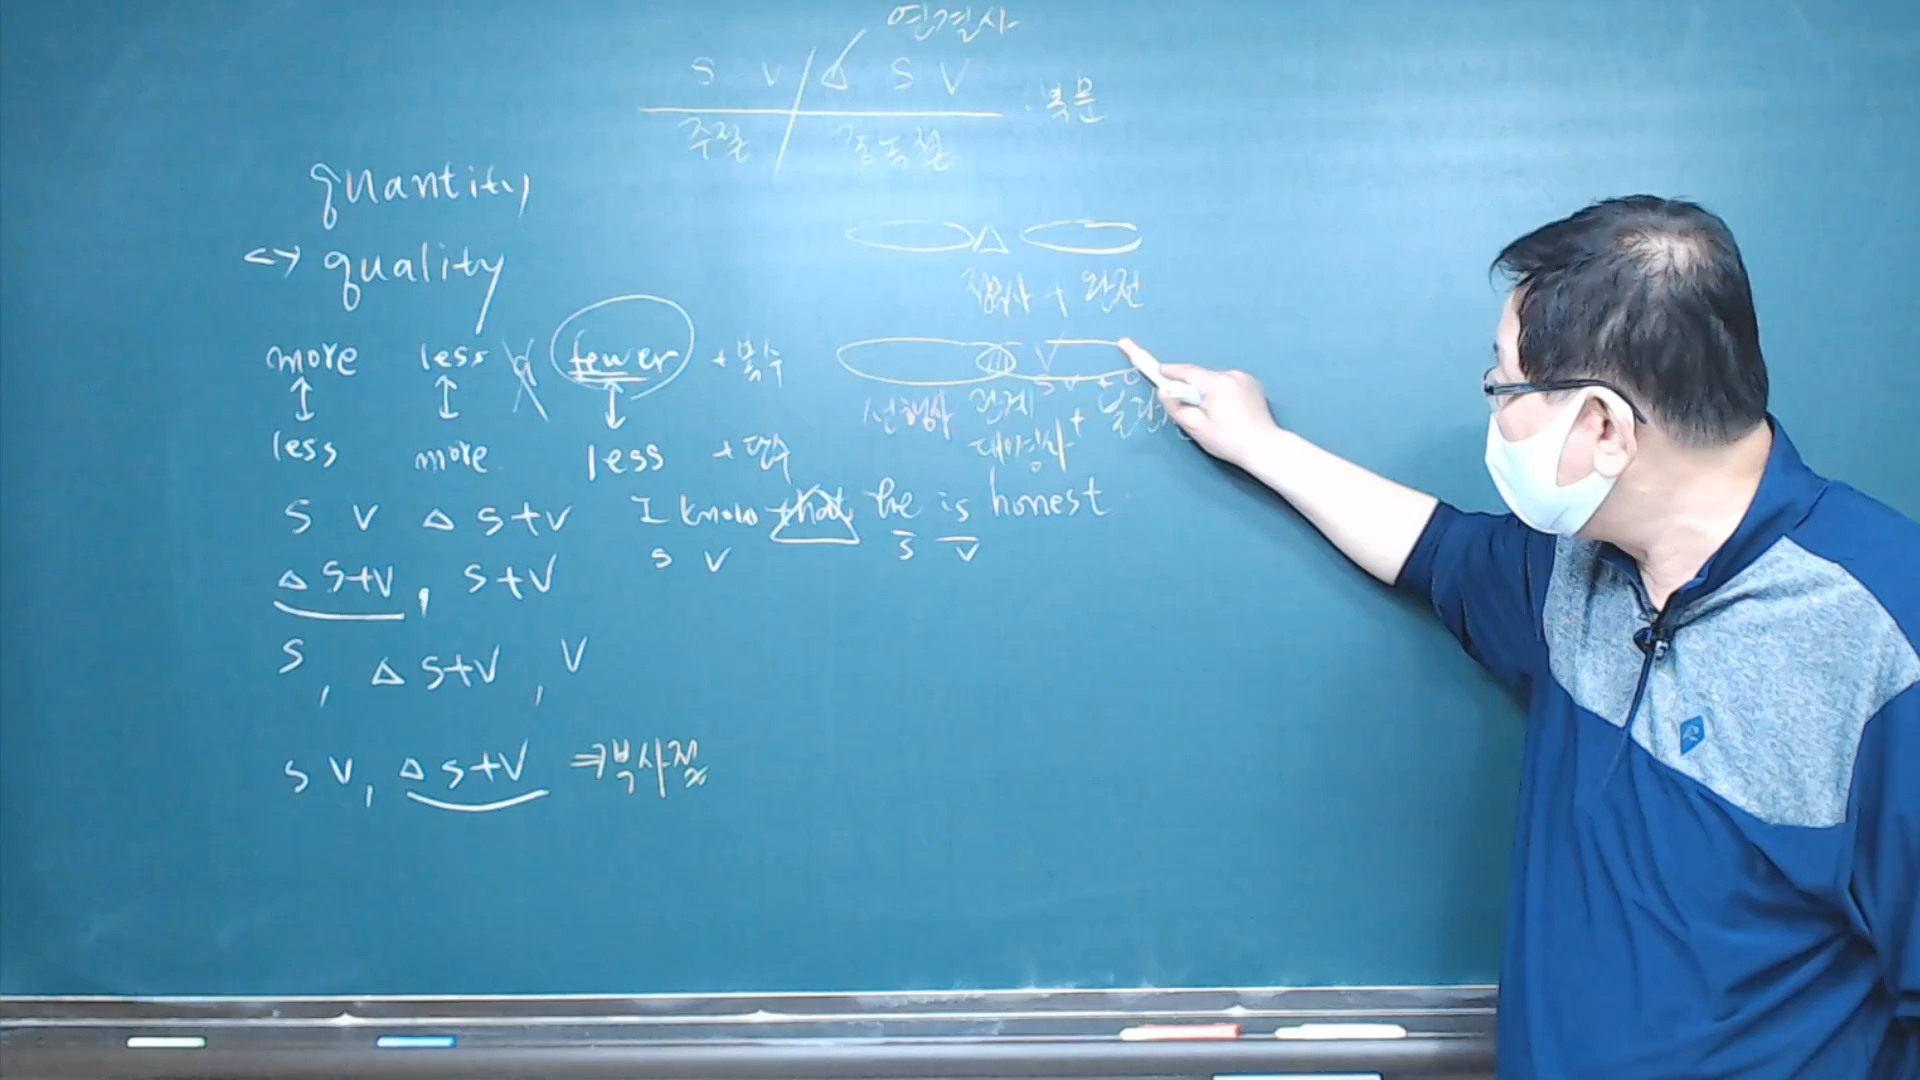 연결사
S V / △ S V
주절 / 종속절 : 복문
quantity
<-> quality
△
접속사 + 완전
more less fewer + 복수
↕ ↕ ↕
less more less + 단수
V
S V +
선행사 관계 + 불완전
대명사
S V △ S+V
I know that he is honest
S V S V
△ S+V, S+V
S, △ S+V, V
S V, △ S+V ⇒부사절